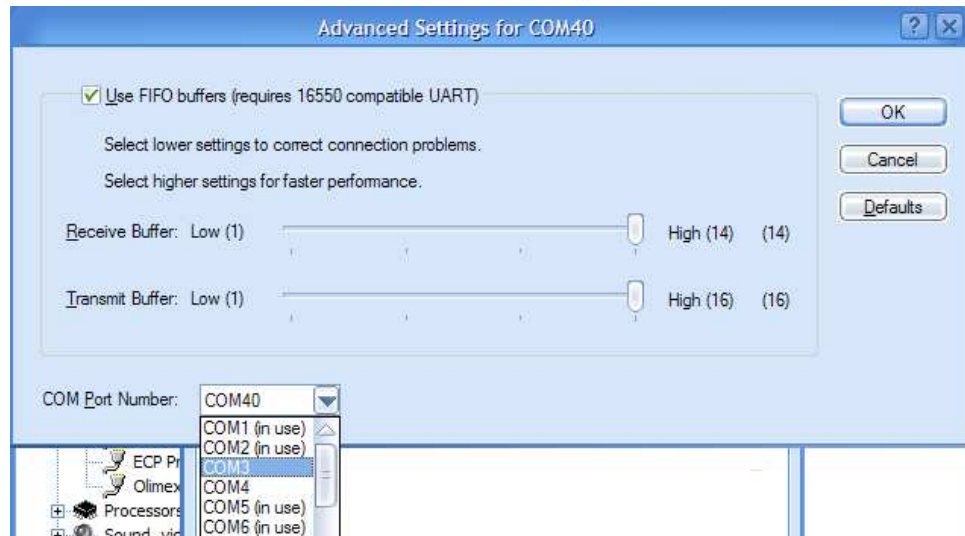 Advanced Settings for COM40
Use FIFO buffers (requires 16550 compatible UART)
OK
Select lower settings to correct connection problems.
Cancel
Select higher settings for faster performance.
Defaults
Receive Buffer: Low (1) High (14) (14)
Transmit Buffer: Low (1) High (16) (16)
COM Port Number: COM40
COM1 (in use)
COM2 (in use)
COM3
COM4
COM5 (in use)
COM6 (in use)
ECP Pr
Olimex
Processors
Sound, vid